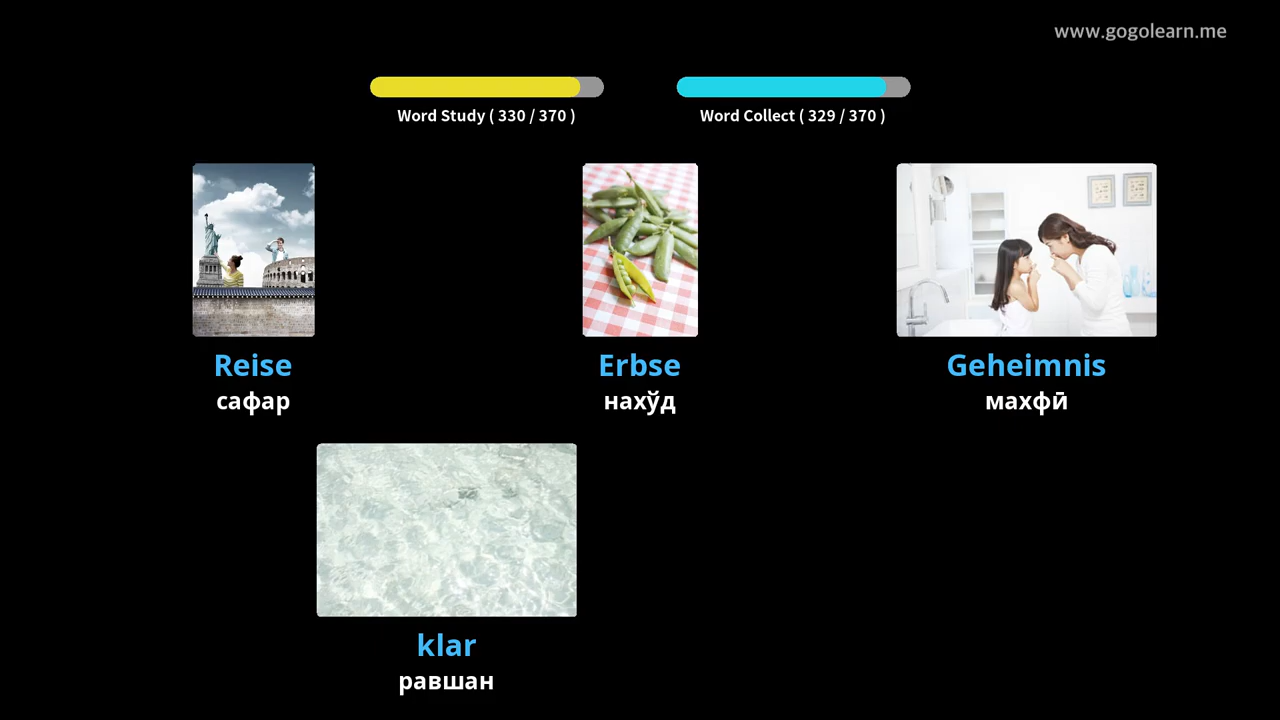 www.gogolearn.me
Word Study ( 330 / 370 )
Word Collect ( 329 / 370 )
Reise
сафар
Erbse
нахӯд
Geheimnis
махфӣ
klar
равшан